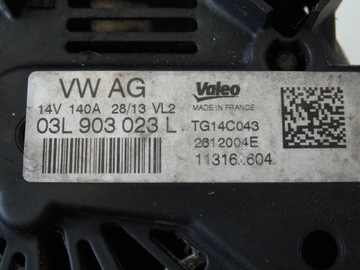 VW AG
14V 140A 28/13 VL2
03L 903 023 L
Valeo
MADE IN FRANCE
TG14C043
2612004E